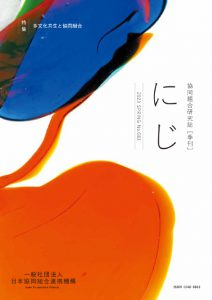 特集 多文化共生と協同組合
協同組合研究誌［季刊］
にじ
2023 SPRING No.683
一般社団法人
日本協同組合連携機構